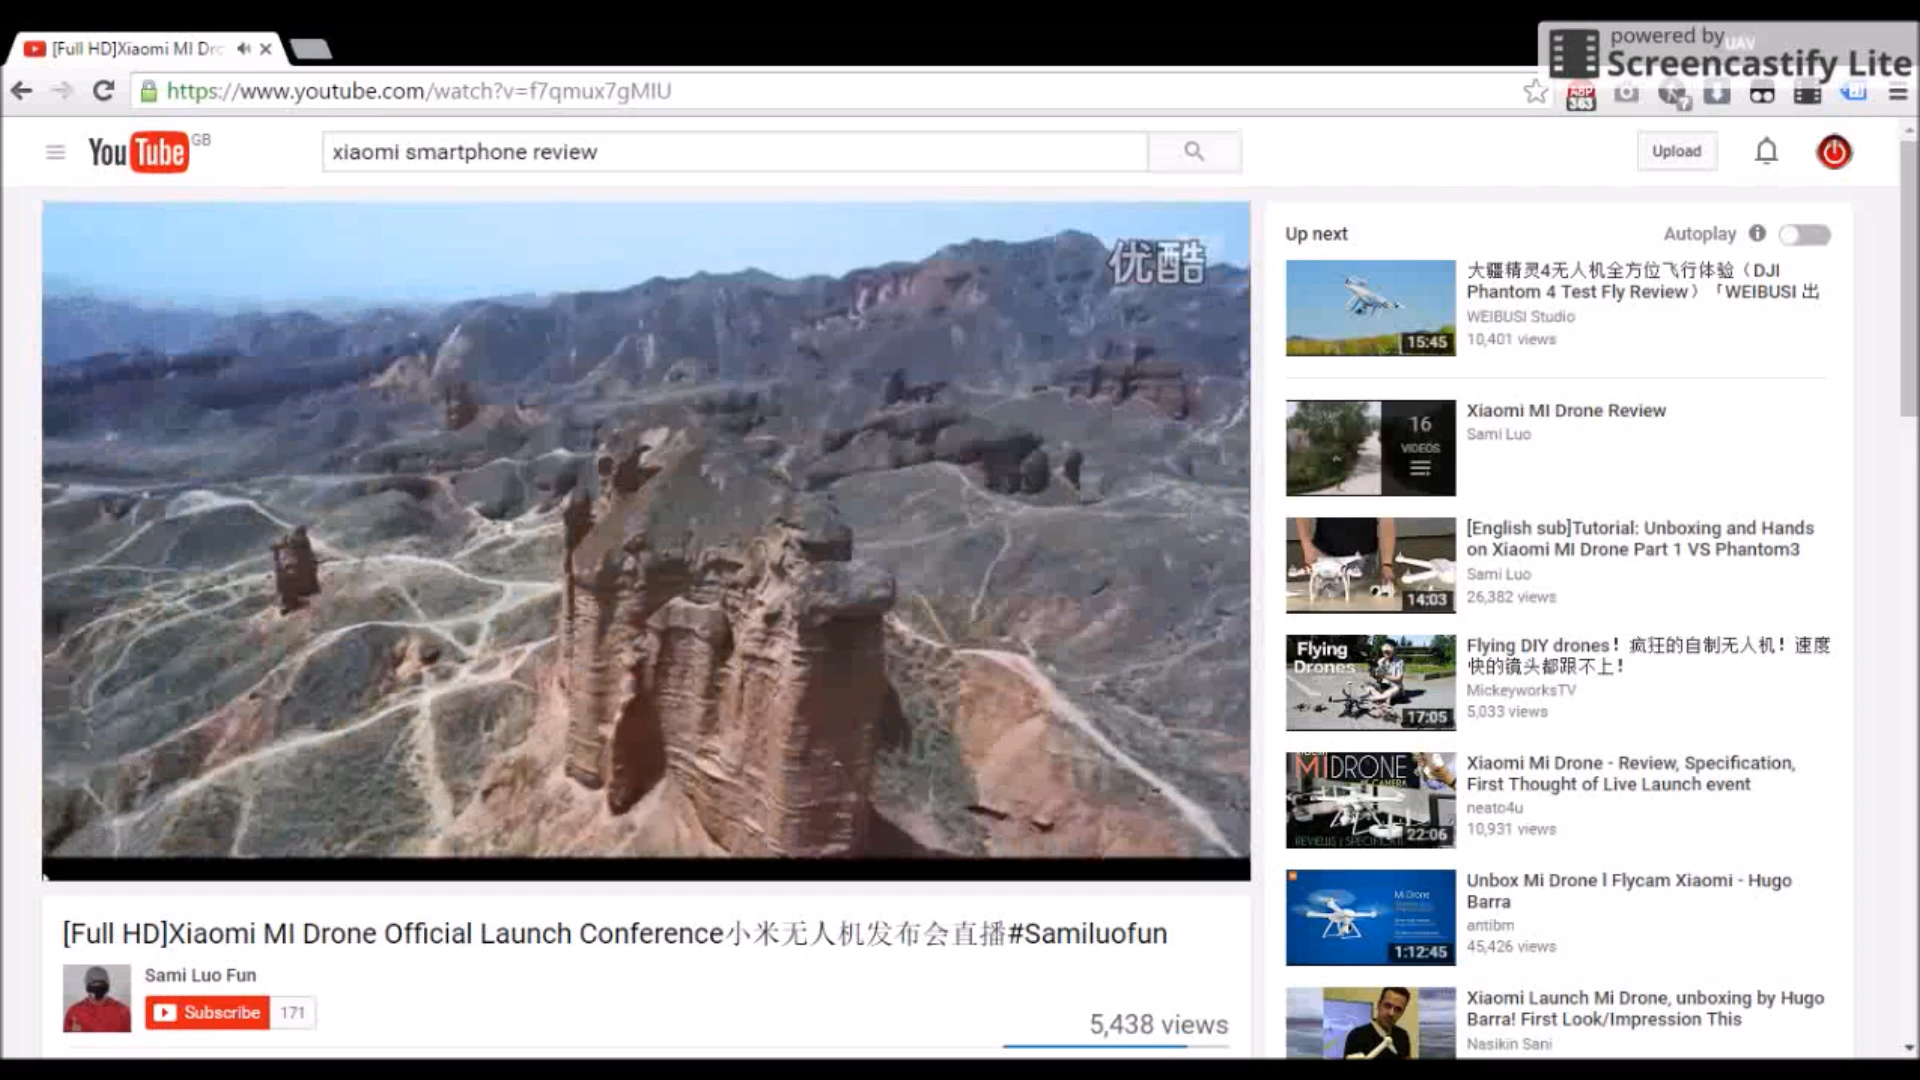 [Full HD]Xiaomi MI Dro
powered by
UAV
Screencastify Lite
https://www.youtube.com/watch?v=f7qmux7gMIU
ABP
383
YouTube GB
xiaomi smartphone review
Upload
优酷
Up next
Autoplay
大疆精灵4无人机全方位飞行体验（DJI
Phantom 4 Test Fly Review）「WEIBUSI 出
WEIBUSI Studio
10,401 views
15:45
Xiaomi MI Drone Review
Sami Luo
16
VIDEOS
[English sub]Tutorial: Unboxing and Hands
on Xiaomi MI Drone Part 1 VS Phantom3
Sami Luo
26,382 views
14:03
Flying DIY drones！疯狂的自制无人机！速度
快的镜头都跟不上！
MickeyworksTV
5,033 views
Flying
Drones
17:05
Xiaomi Mi Drone - Review, Specification,
First Thought of Live Launch event
neato4u
10,931 views
MIDRONE
22:06
Unbox Mi Drone l Flycam Xiaomi - Hugo
Barra
antibm
45,426 views
Mi Drone
1:12:45
Xiaomi Launch Mi Drone, unboxing by Hugo
Barra! First Look/Impression This
Nasikin Sani
[Full HD]Xiaomi MI Drone Official Launch Conference小米无人机发布会直播#Samiluofun
Sami Luo Fun
Subscribe 171
5,438 views